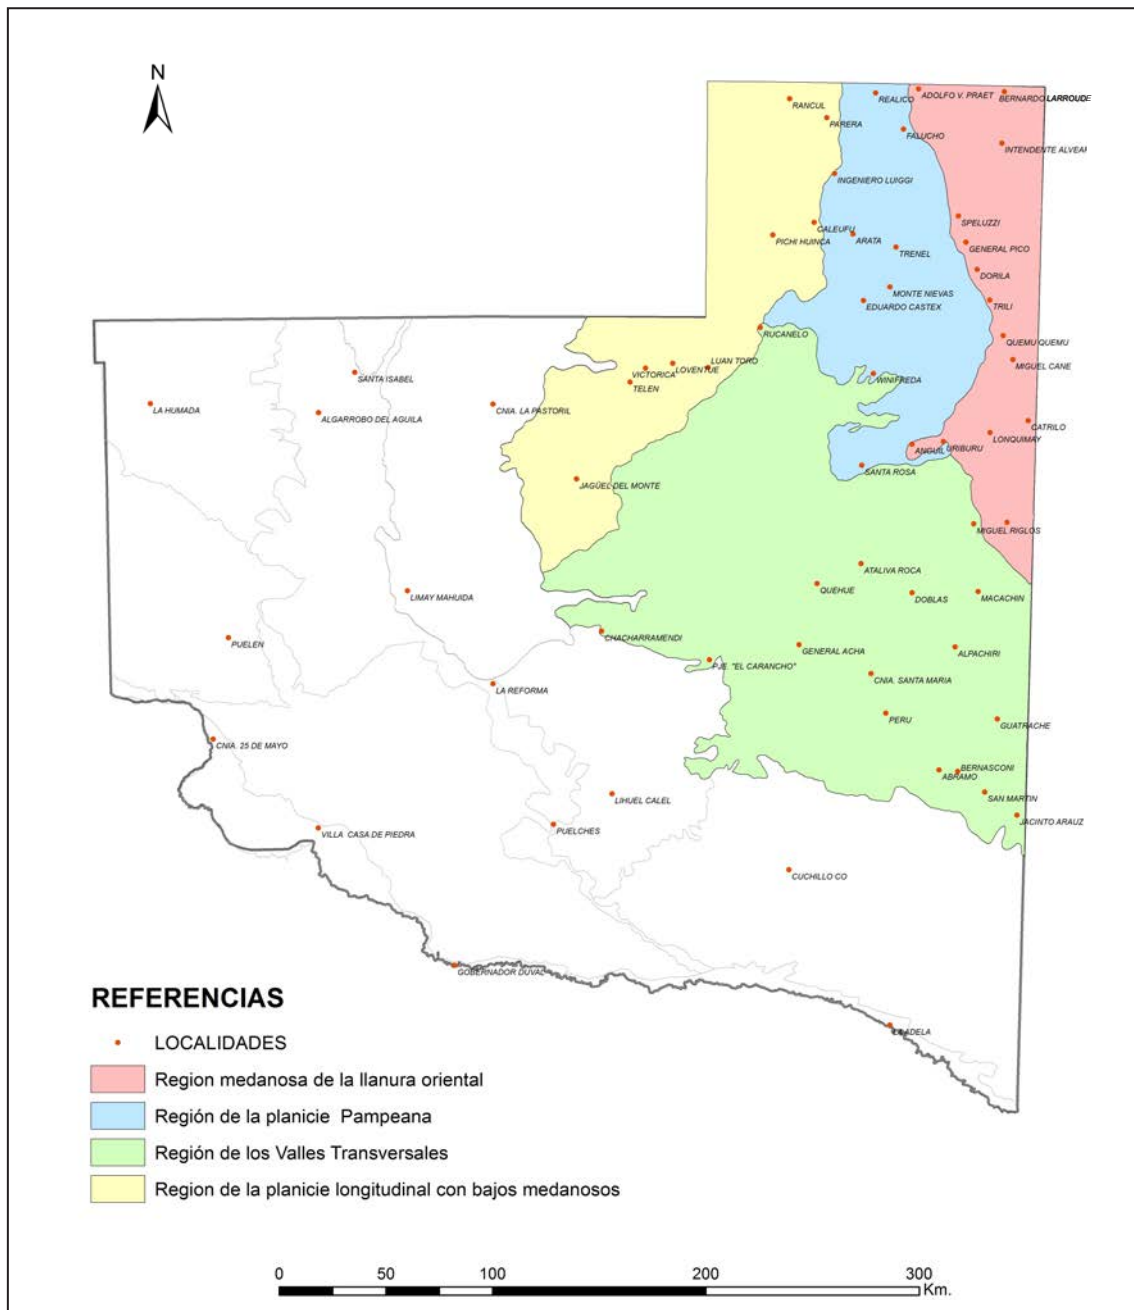 N
RANCUL
REALICO
ADOLFO V. PRAET
BERNARDO LARROUDE
PARERA
FALUCHO
INTENDENTE ALVEAR
INGENIERO LUIGGI
SPELUZZI
CALEUFU
PICHI HUINCA
ARATA
TRENEL
GENERAL PICO
DORILA
MONTE NIEVAS
EDUARDO CASTEX
TRILI
RUCANELO
QUEMU QUEMU
MIGUEL CANE
LUAN TORO
LOVENTUE
VICTORICA
TELEN
WINIFREDA
SANTA ISABEL
LA HUMADA
ALGARROBO DEL AGUILA
CNIA. LA PASTORIL
CATRILO
LONQUIMAY
ANGUIL
URIBURU
SANTA ROSA
JAGÜEL DEL MONTE
MIGUEL RIGLOS
ATALIVA ROCA
QUEHUE
DOBLAS
MACACHIN
LIMAY MAHUIDA
PUELEN
CHACHARRAMENDI
GENERAL ACHA
ALPACHIRI
PJE. "EL CARANCHO"
CNIA. SANTA MARIA
LA REFORMA
PERU
GUATRACHE
CNIA. 25 DE MAYO
BERNASCONI
ABRAMO
LIHUEL CALEL
SAN MARTIN
PUELCHES
JACINTO ARAUZ
VILLA CASA DE PIEDRA
CUCHILLO CO
GOBERNADOR DUVAL
REFERENCIAS
LOCALIDADES
Region medanosa de la llanura oriental
Región de la planicie Pampeana
Región de los Valles Transversales
Region de la planicie longitudinal con bajos medanosos
0 50 100 200 300
Km.